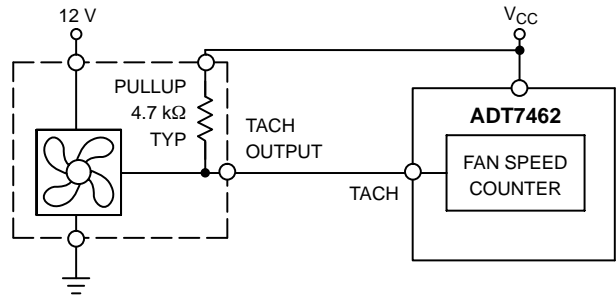 12 V
VCC
PULLUP
4.7 kΩ
TYP
TACH
OUTPUT
TACH
ADT7462
FAN SPEED
COUNTER